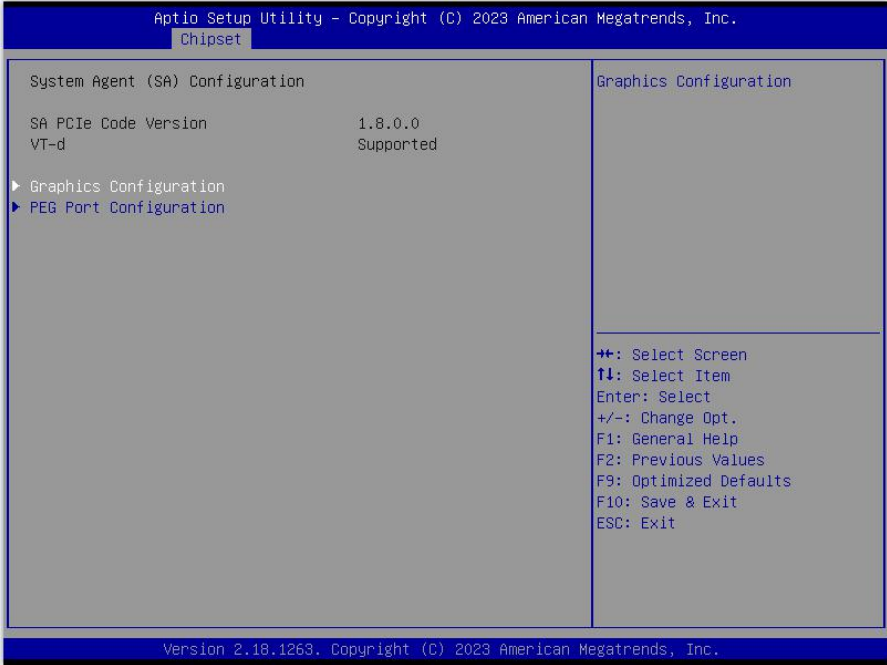 Aptio Setup Utility – Copyright (C) 2023 American Megatrends, Inc.
Chipset
System Agent (SA) Configuration
SA PCIe Code Version 1.8.0.0
VT-d Supported
▶ Graphics Configuration
▶ PEG Port Configuration
Graphics Configuration
→←: Select Screen
↑↓: Select Item
Enter: Select
+/-: Change Opt.
F1: General Help
F2: Previous Values
F9: Optimized Defaults
F10: Save & Exit
ESC: Exit
Version 2.18.1263. Copyright (C) 2023 American Megatrends, Inc.